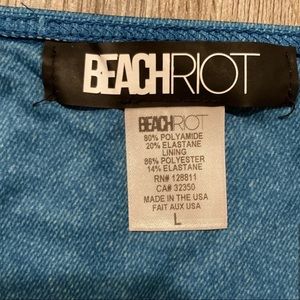 BEACHRIOT
BEACHRIOT
80% POLYAMIDE
20% ELASTANE
LINING
86% POLYESTER
14% ELASTANE
RN# 128811
CA# 32350
MADE IN THE USA
FAIT AUX USA
L